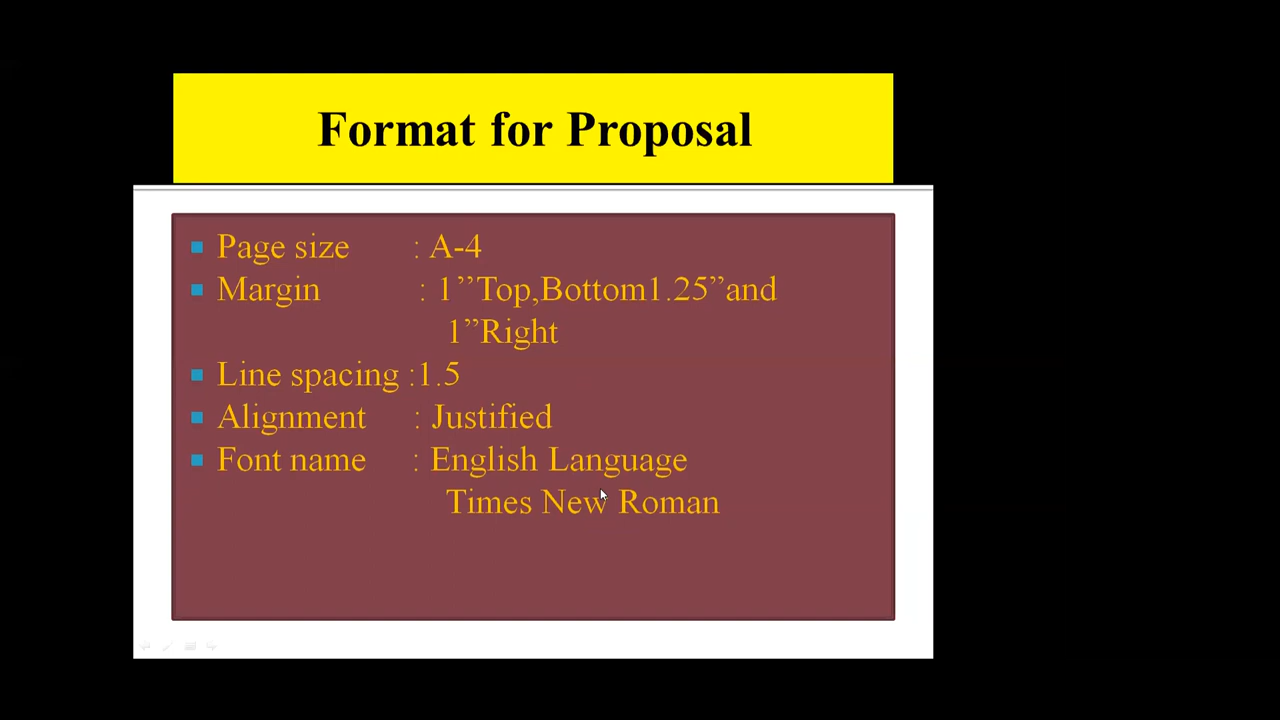 Format for Proposal
Page size : A-4
Margin : 1’’Top,Bottom1.25”and
1”Right
Line spacing :1.5
Alignment : Justified
Font name : English Language
Times New Roman